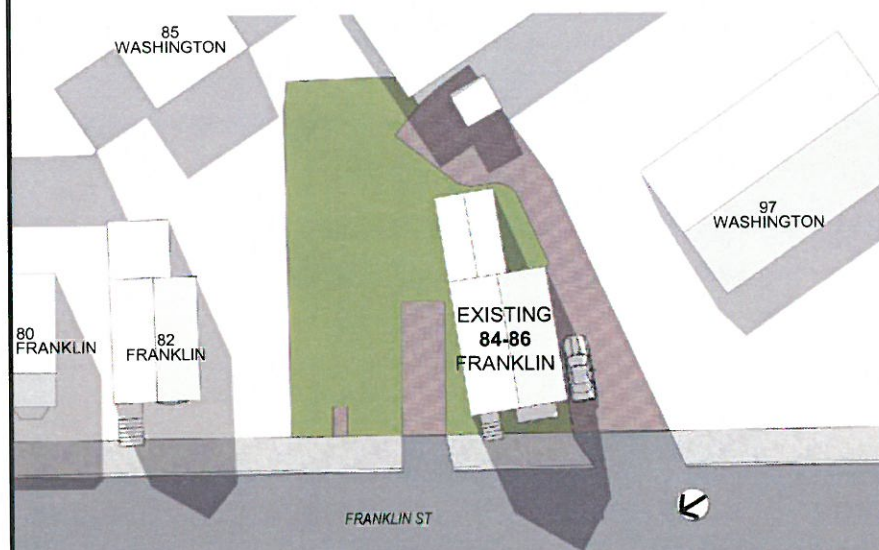 85
WASHINGTON
97
WASHINGTON
80
FRANKLIN
82
FRANKLIN
EXISTING
84-86
FRANKLIN
FRANKLIN ST